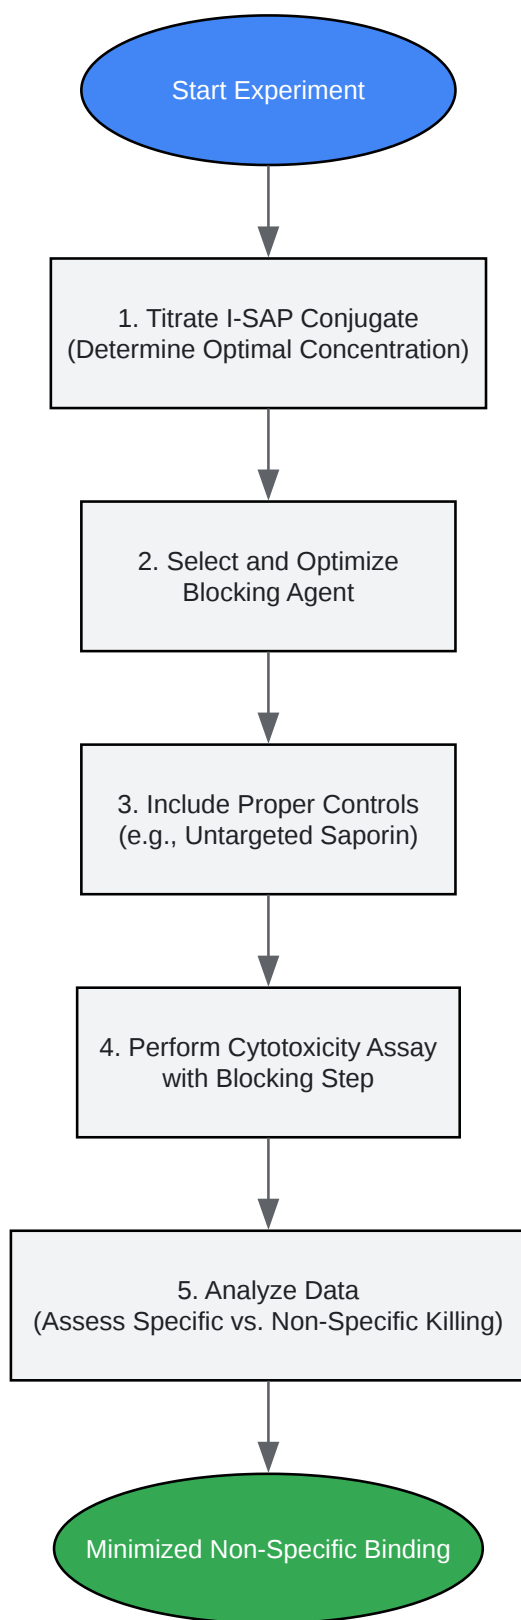 Start Experiment
1. Titrate I-SAP Conjugate
(Determine Optimal Concentration)
2. Select and Optimize
Blocking Agent
3. Include Proper Controls
(e.g., Untargeted Saporin)
4. Perform Cytotoxicity Assay
with Blocking Step
5. Analyze Data
(Assess Specific vs. Non-Specific Killing)
Minimized Non-Specific Binding